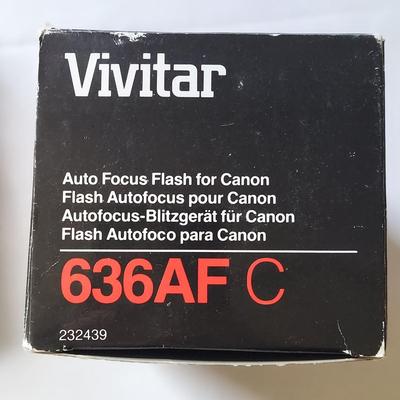 Vivitar
Auto Focus Flash for Canon
Flash Autofocus pour Canon
Autofocus-Blitzgerät für Canon
Flash Autofoco para Canon
636AF C
232439